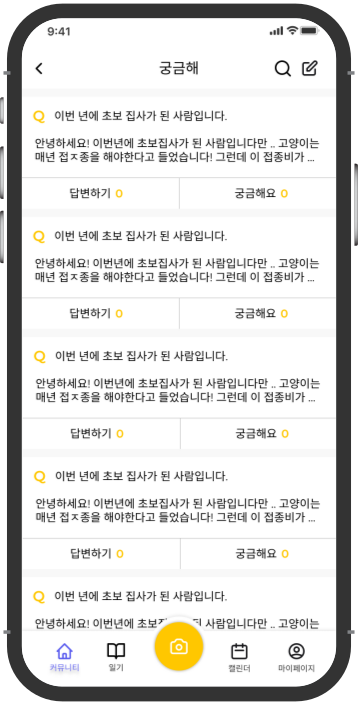 9:41
궁금해
Q 이번 년에 초보 집사가 된 사람입니다.
안녕하세요! 이번년에 초보집사가 된 사람입니다만 .. 고양이는
매년 접ㅈ종을 해야한다고 들었습니다! 그런데 이 접종비가 ...
답변하기 0 궁금해요 0
Q 이번 년에 초보 집사가 된 사람입니다.
안녕하세요! 이번년에 초보집사가 된 사람입니다만 .. 고양이는
매년 접ㅈ종을 해야한다고 들었습니다! 그런데 이 접종비가 ...
답변하기 0 궁금해요 0
Q 이번 년에 초보 집사가 된 사람입니다.
안녕하세요! 이번년에 초보집사가 된 사람입니다만 .. 고양이는
매년 접ㅈ종을 해야한다고 들었습니다! 그런데 이 접종비가 ...
답변하기 0 궁금해요 0
Q 이번 년에 초보 집사가 된 사람입니다.
안녕하세요! 이번년에 초보집사가 된 사람입니다만 .. 고양이는
매년 접ㅈ종을 해야한다고 들었습니다! 그런데 이 접종비가 ...
답변하기 0 궁금해요 0
Q 이번 년에 초보 집사가 된 사람입니다.
안녕하세요! 이번년에 사람입니다만 .. 고양이는
커뮤니티 일기 캘린더 마이페이지